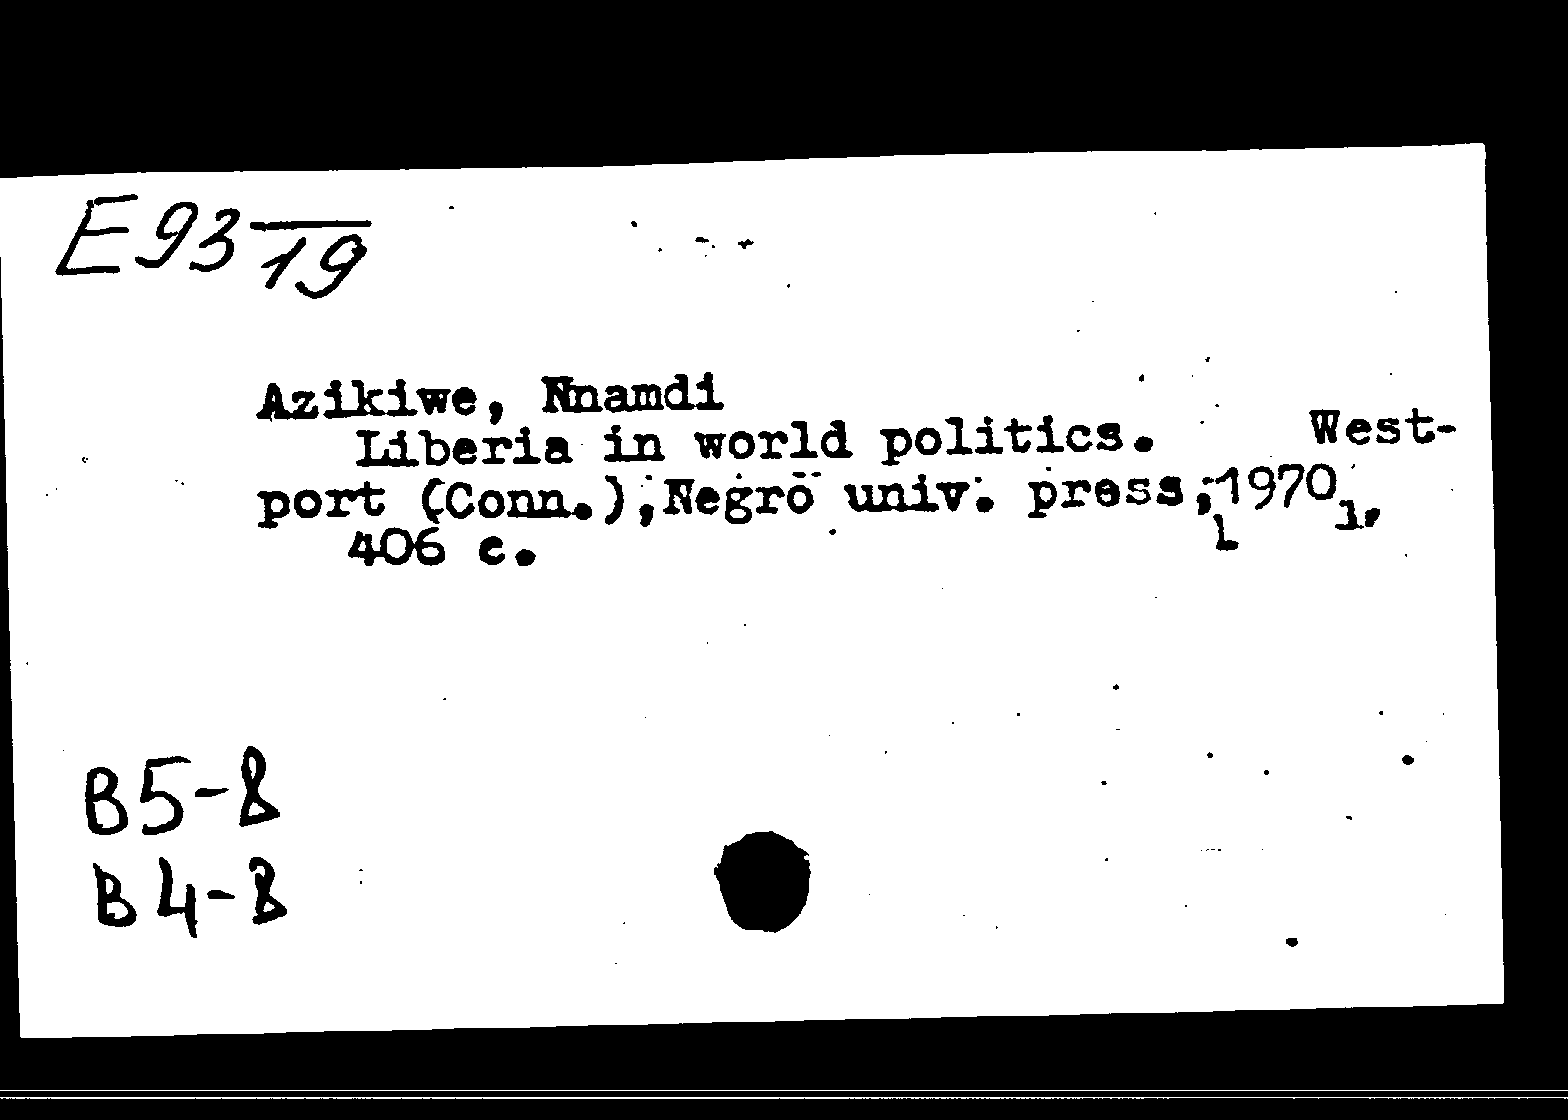 E 93 19
Azikiwe, Nnamdi
Liberia in world politics. West-
port (Conn.), Negro univ. press, [1970].
406 c.
B5-8
B4-8